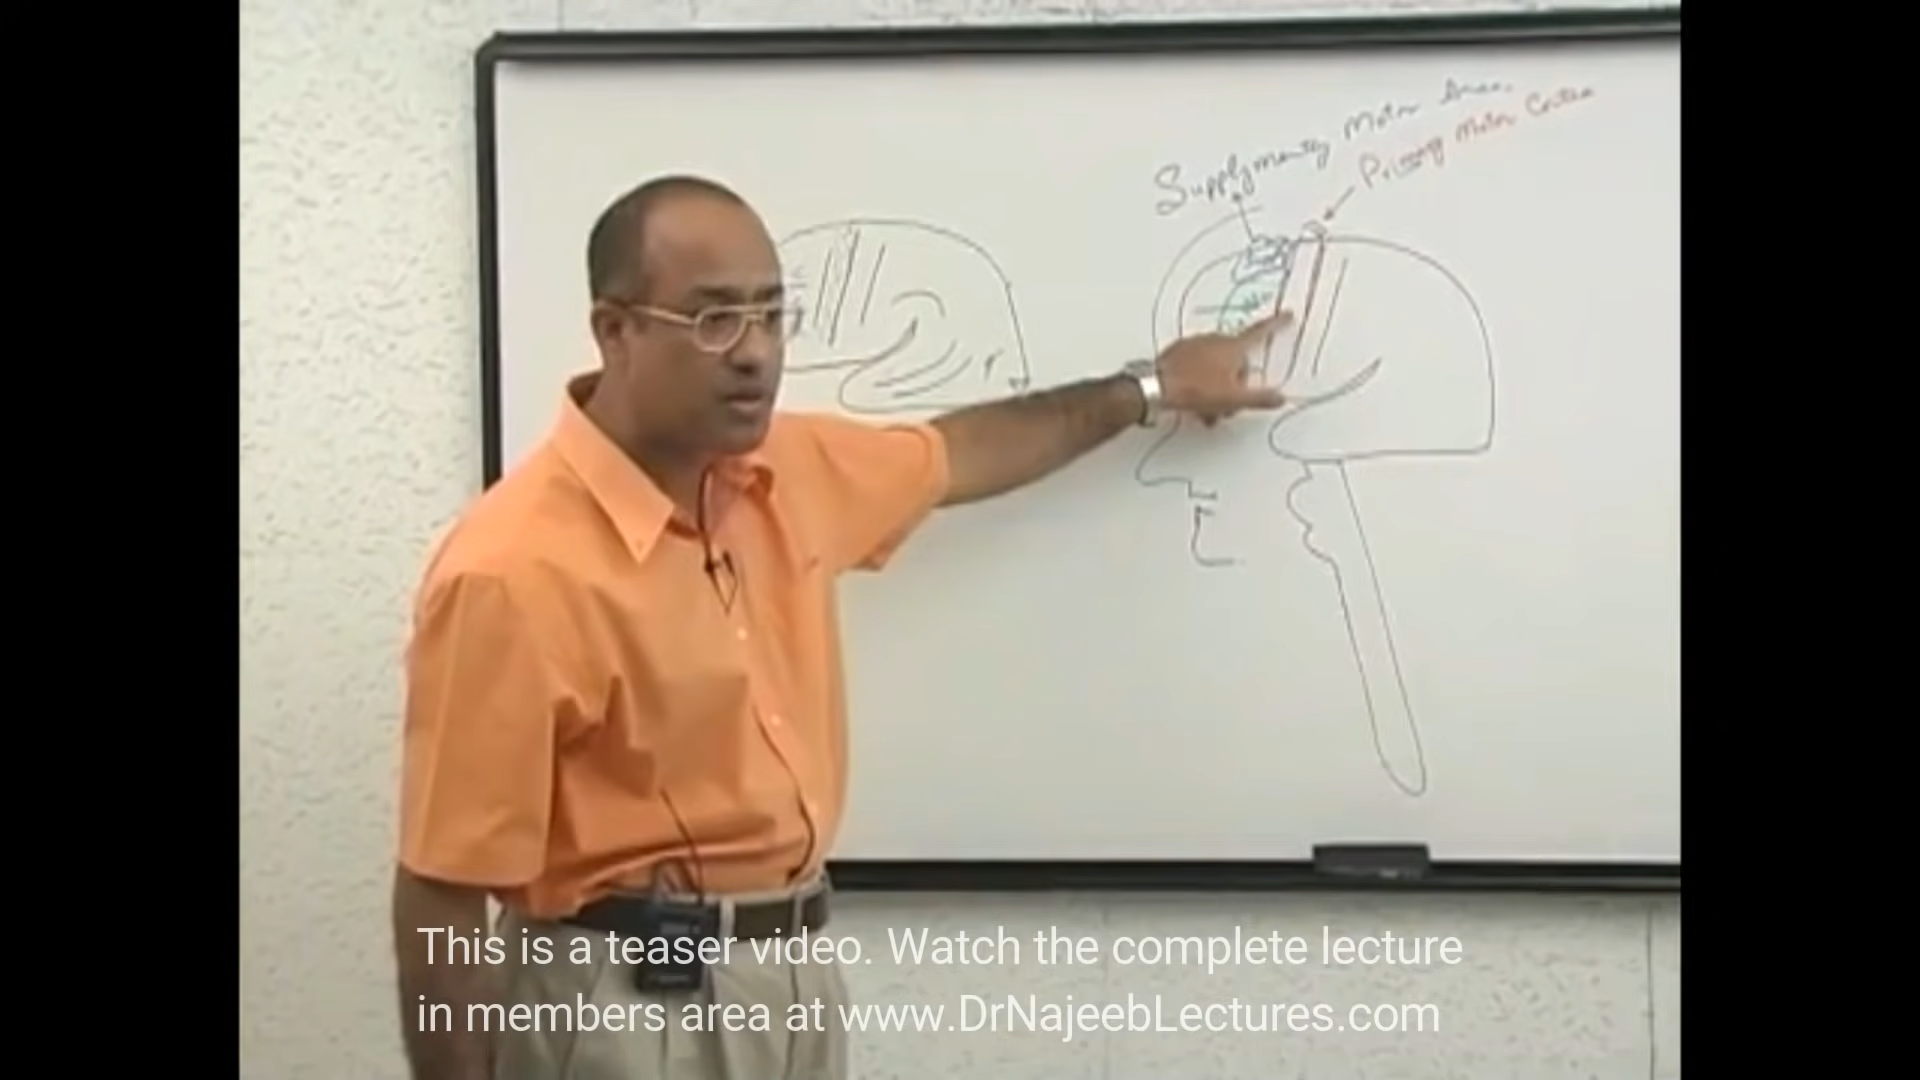 Supplymentry Motor Area
Primary Motor Cortex
This is a teaser video. Watch the complete lecture
in members area at www.DrNajeebLectures.com